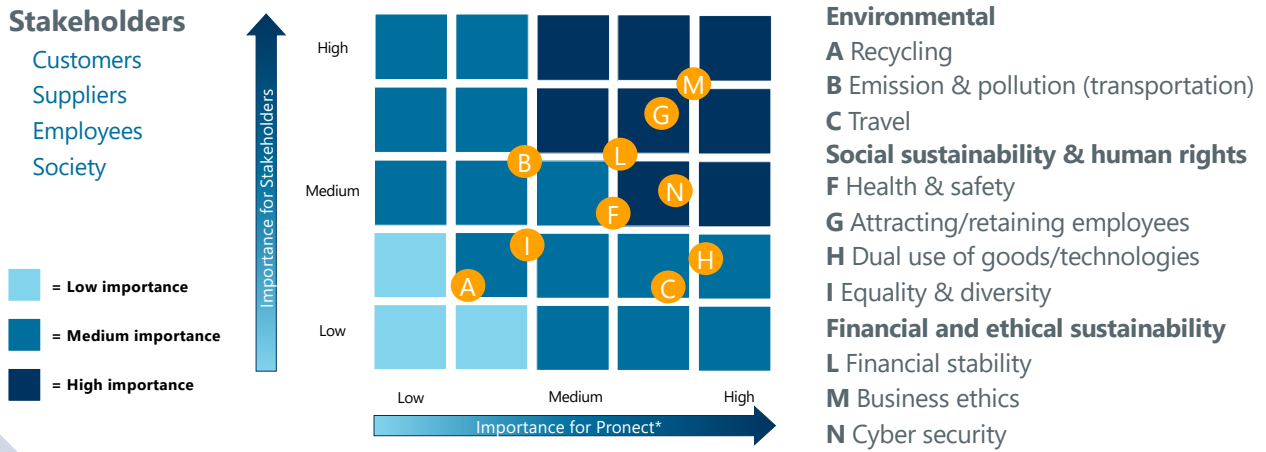 Stakeholders
Customers
Suppliers
Employees
Society
= Low importance
= Medium importance
= High importance
Importance for Stakeholders
High
Medium
Low
M
G
B
L
N
F
I
H
A
C
Low
Medium
High
Importance for Pronect*
Environmental
A Recycling
B Emission & pollution (transportation)
C Travel
Social sustainability & human rights
F Health & safety
G Attracting/retaining employees
H Dual use of goods/technologies
I Equality & diversity
Financial and ethical sustainability
L Financial stability
M Business ethics
N Cyber security